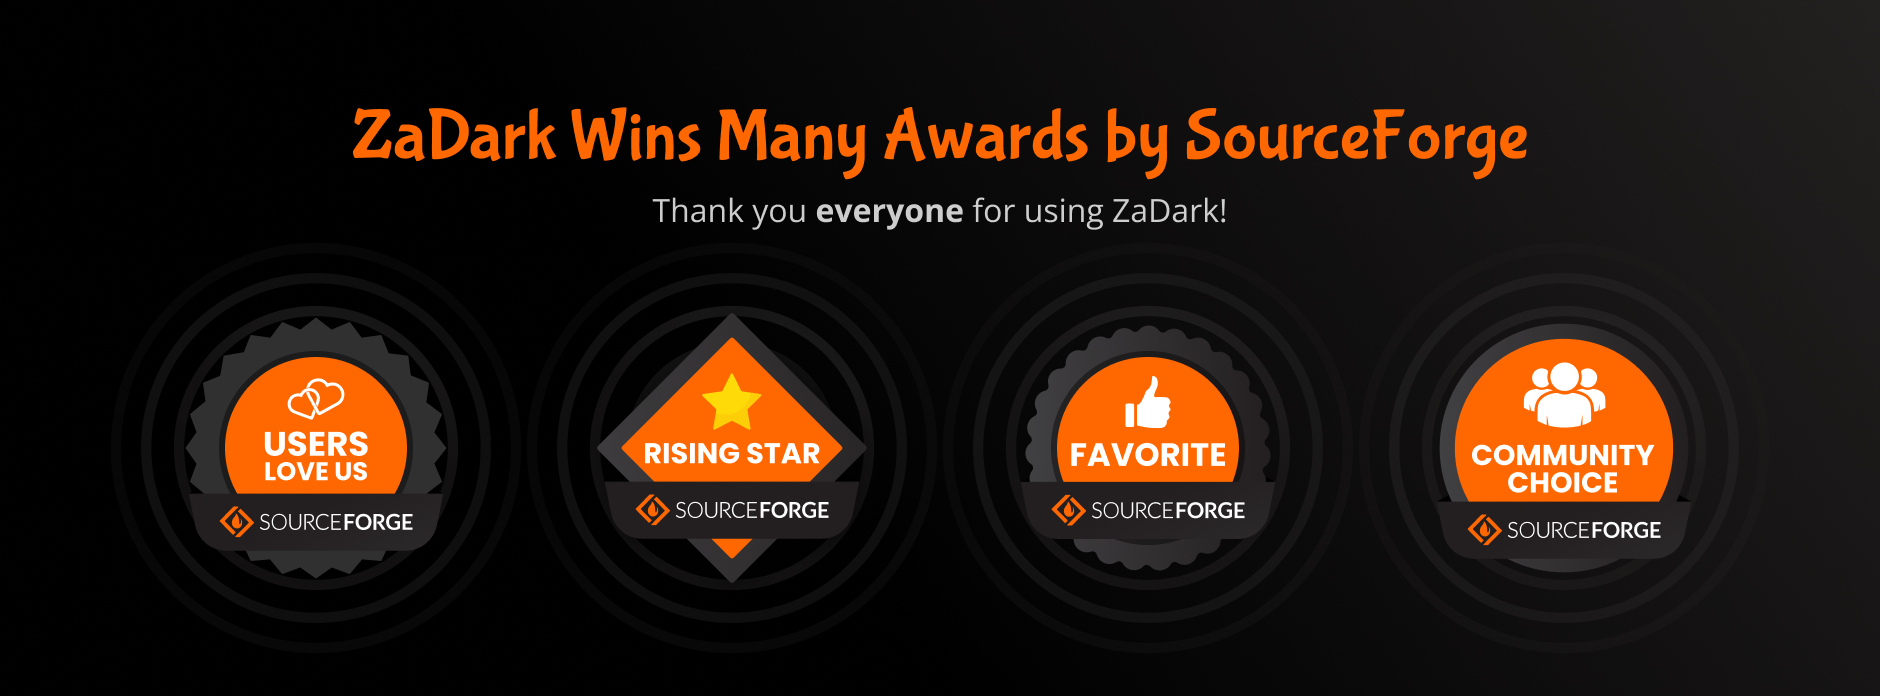 ZaDark Wins Many Awards by SourceForge
Thank you everyone for using ZaDark!
USERS
LOVE US
SOURCEFORGE
RISING STAR
SOURCEFORGE
FAVORITE
SOURCEFORGE
COMMUNITY
CHOICE
SOURCEFORGE